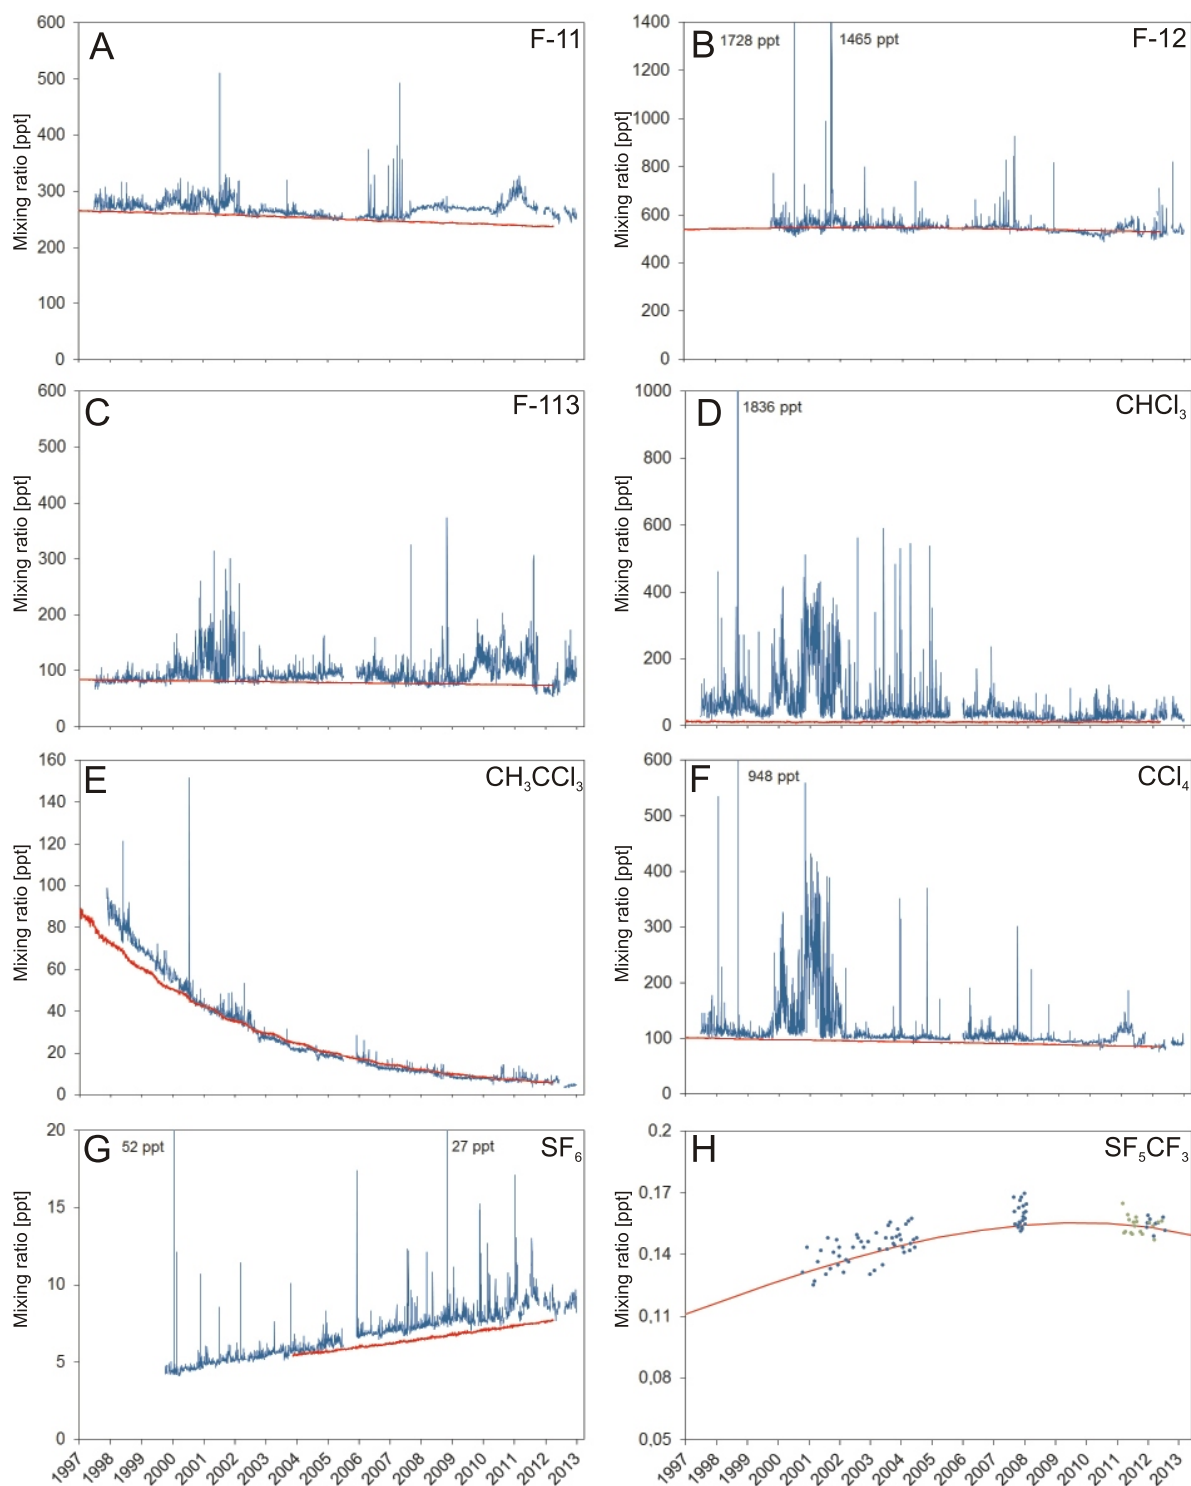 A
F-11
Mixing ratio [ppt]
600
500
400
300
200
100
0
B
1728 ppt
1465 ppt
F-12
Mixing ratio [ppt]
1400
1200
1000
800
600
400
200
0
C
F-113
Mixing ratio [ppt]
600
500
400
300
200
100
0
D
1836 ppt
CHCl₃
Mixing ratio [ppt]
1000
800
600
400
200
0
E
CH₃CCl₃
Mixing ratio [ppt]
160
140
120
100
80
60
40
20
0
F
948 ppt
CCl₄
Mixing ratio [ppt]
600
500
400
300
200
100
0
G
52 ppt
27 ppt
SF₆
Mixing ratio [ppt]
20
15
10
5
0
1997 1998 1999 2000 2001 2002 2003 2004 2005 2006 2007 2008 2009 2010 2011 2012 2013
H
SF₅CF₃
Mixing ratio [ppt]
0.2
0.17
0.14
0.11
0,08
0,05
1997 1998 1999 2000 2001 2002 2003 2004 2005 2006 2007 2008 2009 2010 2011 2012 2013